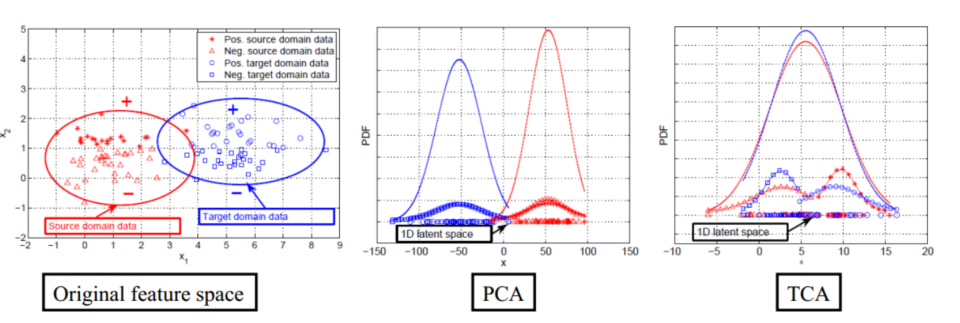 5
4
3
2
1
0
−1
−2
−2 −1 0 1 2 3 4 5 6 7 8 9
x2
x1
Pos. source domain data
Neg. source domain data
Pos. target domain data
Neg. target domain data
+
+
−
−
Source domain data
Target domain data
Original feature space
PDF
1D latent space
−150 −100 −50 0 50 100 150
x
PCA
PDF
1D latent space
−10 −5 0 5 10 15 20
x
TCA